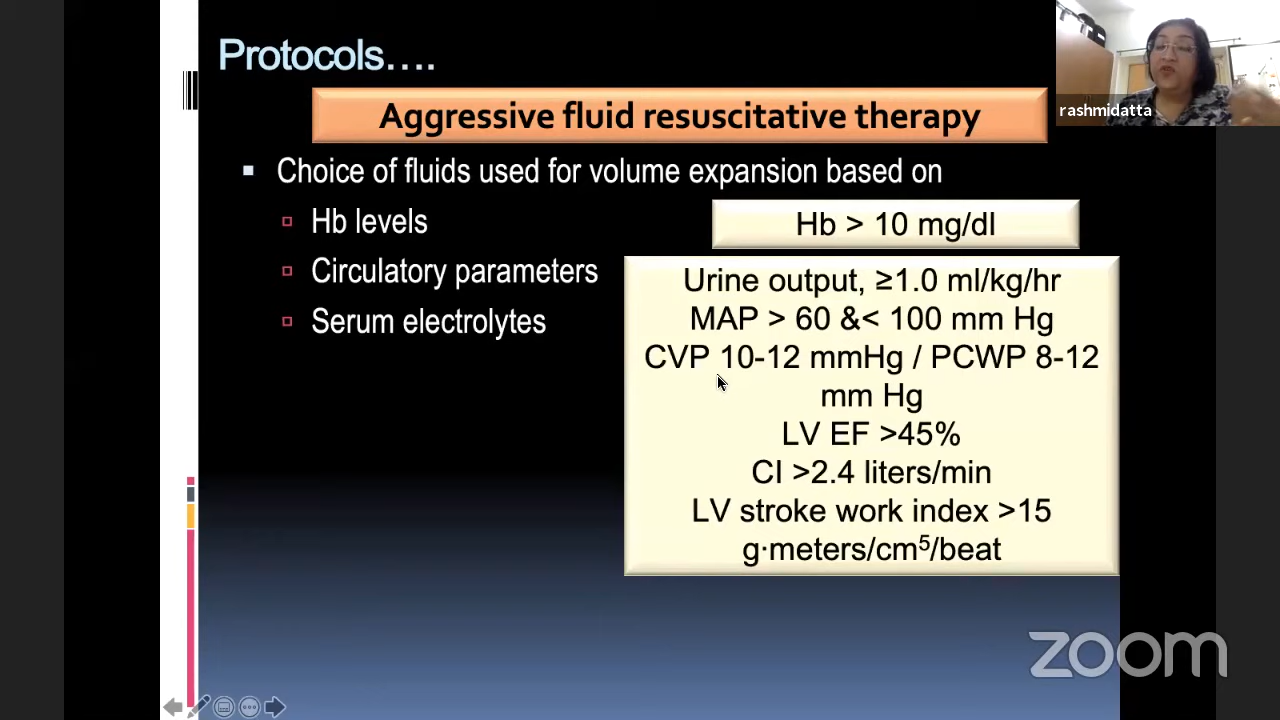 Protocols….
rashmidatta
Aggressive fluid resuscitative therapy
Choice of fluids used for volume expansion based on
Hb levels
Hb > 10 mg/dl
Circulatory parameters
Serum electrolytes
Urine output, ≥1.0 ml/kg/hr
MAP > 60 &< 100 mm Hg
CVP 10-12 mmHg / PCWP 8-12
mm Hg
LV EF >45%
CI >2.4 liters/min
LV stroke work index >15
g·meters/cm⁵/beat
zoom